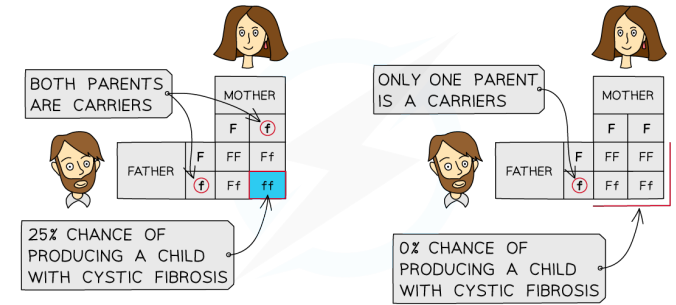 BOTH PARENTS
ARE CARRIERS
MOTHER
F f
FATHER
F FF Ff
f Ff ff
25% CHANCE OF
PRODUCING A CHILD
WITH CYSTIC FIBROSIS
ONLY ONE PARENT
IS A CARRIERS
MOTHER
F F
FATHER
F FF FF
f Ff Ff
0% CHANCE OF
PRODUCING A CHILD
WITH CYSTIC FIBROSIS